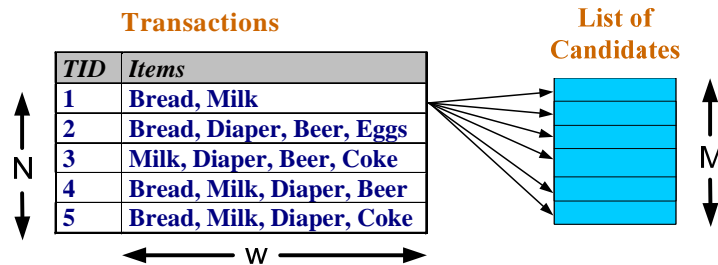 Transactions
List of
Candidates
TID Items
1 Bread, Milk
2 Bread, Diaper, Beer, Eggs
3 Milk, Diaper, Beer, Coke
4 Bread, Milk, Diaper, Beer
5 Bread, Milk, Diaper, Coke
N
M
w